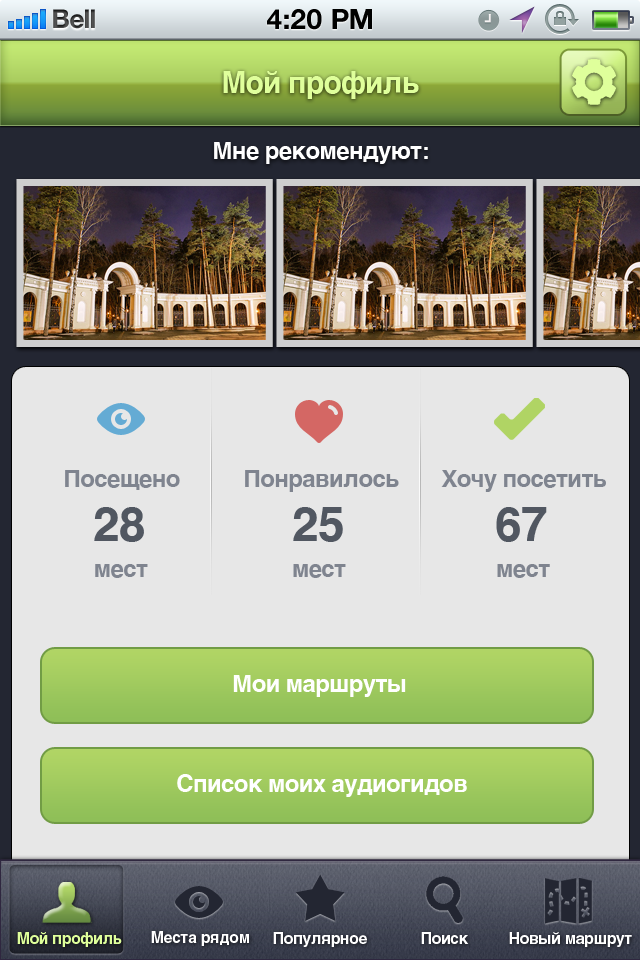 Bell 4:20 PM
Мой профиль
Мне рекомендуют:
Посещено Понравилось Хочу посетить
28 25 67
мест мест мест
Мои маршруты
Список моих аудиогидов
Мой профиль Места рядом Популярное Поиск Новый маршрут